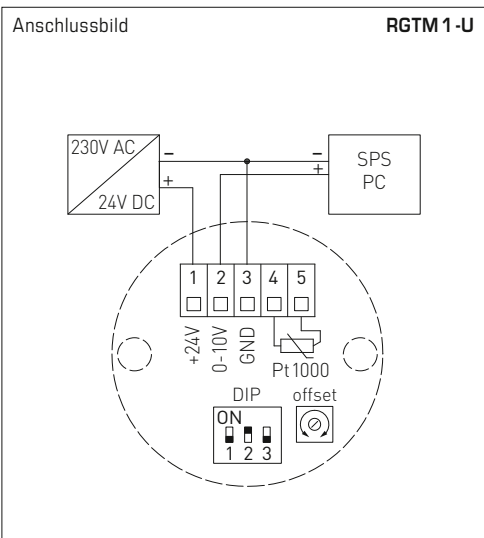 Anschlussbild RGTM 1 -U
230V AC
24V DC
–
+
–
+
SPS
PC
1 2 3 4 5
+24V
0-10V
GND
Pt1000
DIP
offset
ON
1 2 3